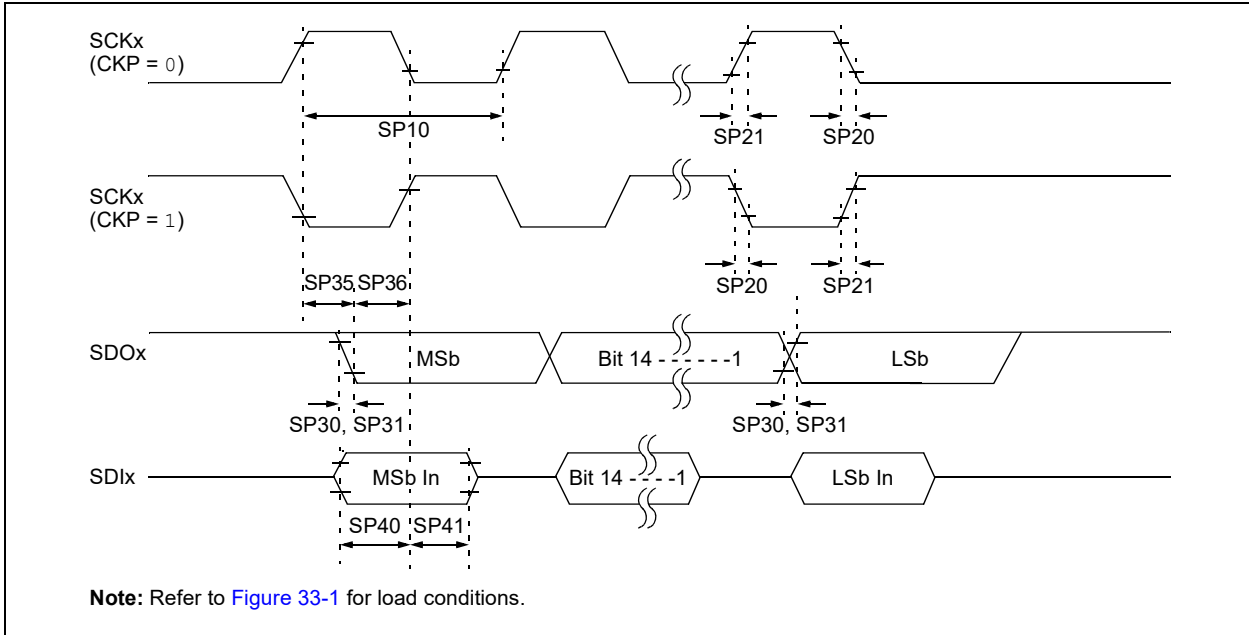 SCKx
(CKP = 0)
SP10
SP21
SP20
SCKx
(CKP = 1)
SP35
SP36
SP20
SP21
SDOx
MSb
Bit 14 - - - - - -1
LSb
SP30, SP31
SP30, SP31
SDIx
MSb In
Bit 14 - - - -1
LSb In
SP40
SP41
Note: Refer to Figure 33-1 for load conditions.